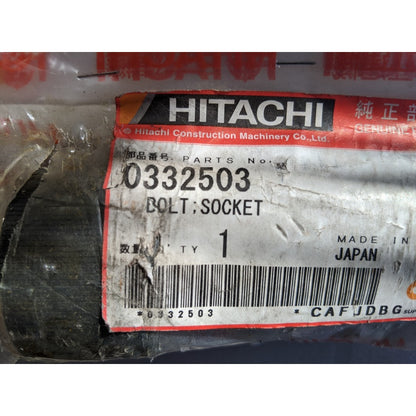 HITACHI
純正部
© Hitachi Construction Machinery Co.,Ltd.
GENUINE
部品番号 PARTS No.
0332503
BOLT;SOCKET
数量 Q'TY 1
MADE IN
JAPAN
*0332503
* CAFJDBG